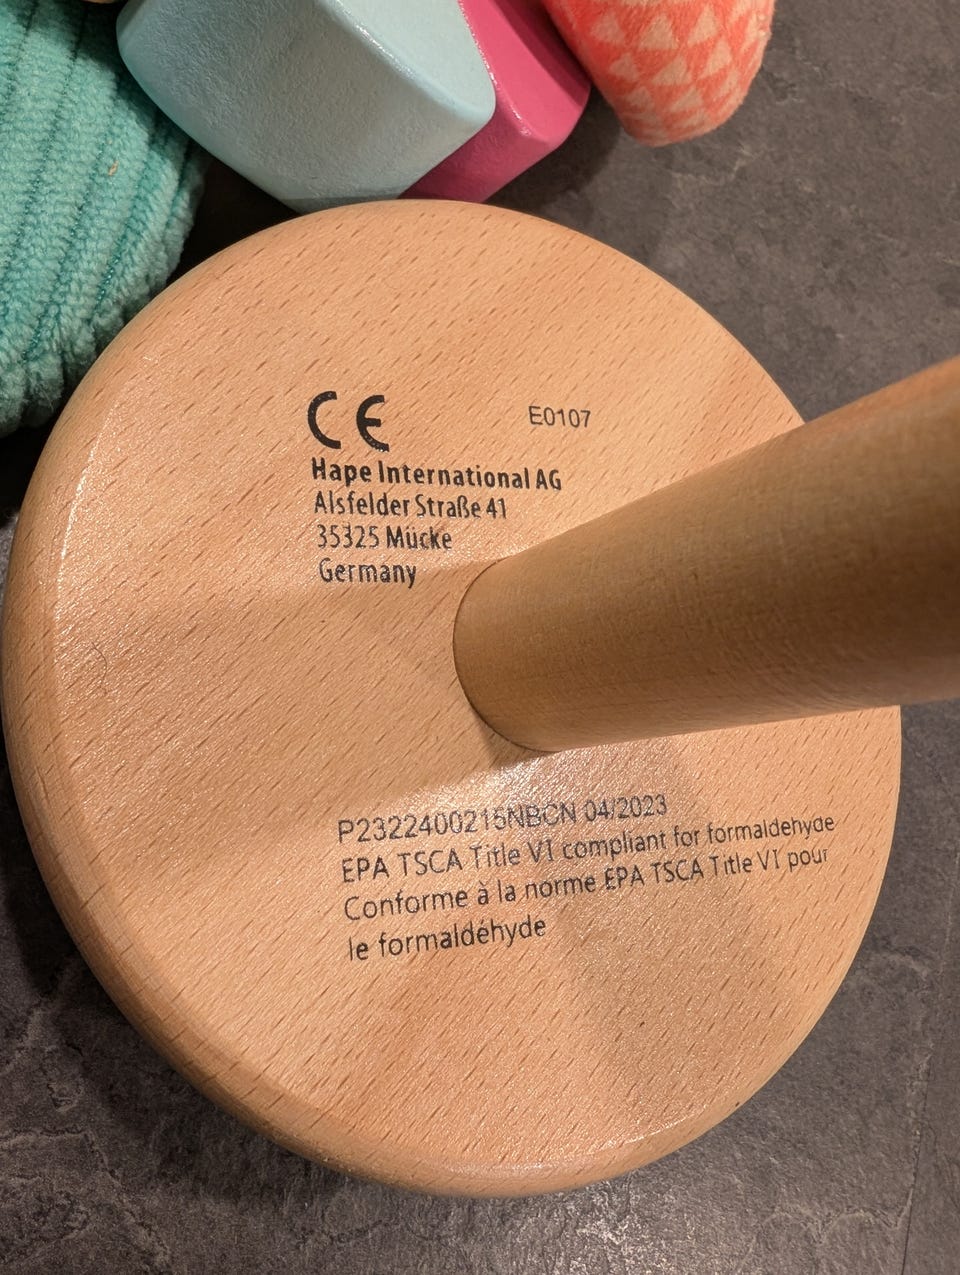 CE
E0107
Hape International AG
Alsfelder Straße 41
35325 Mücke
Germany
P2322400215NBCN 04/2023
EPA TSCA Title VI compliant for formaldehyde
Conforme à la norme EPA TSCA Title VI pour
le formaldéhyde